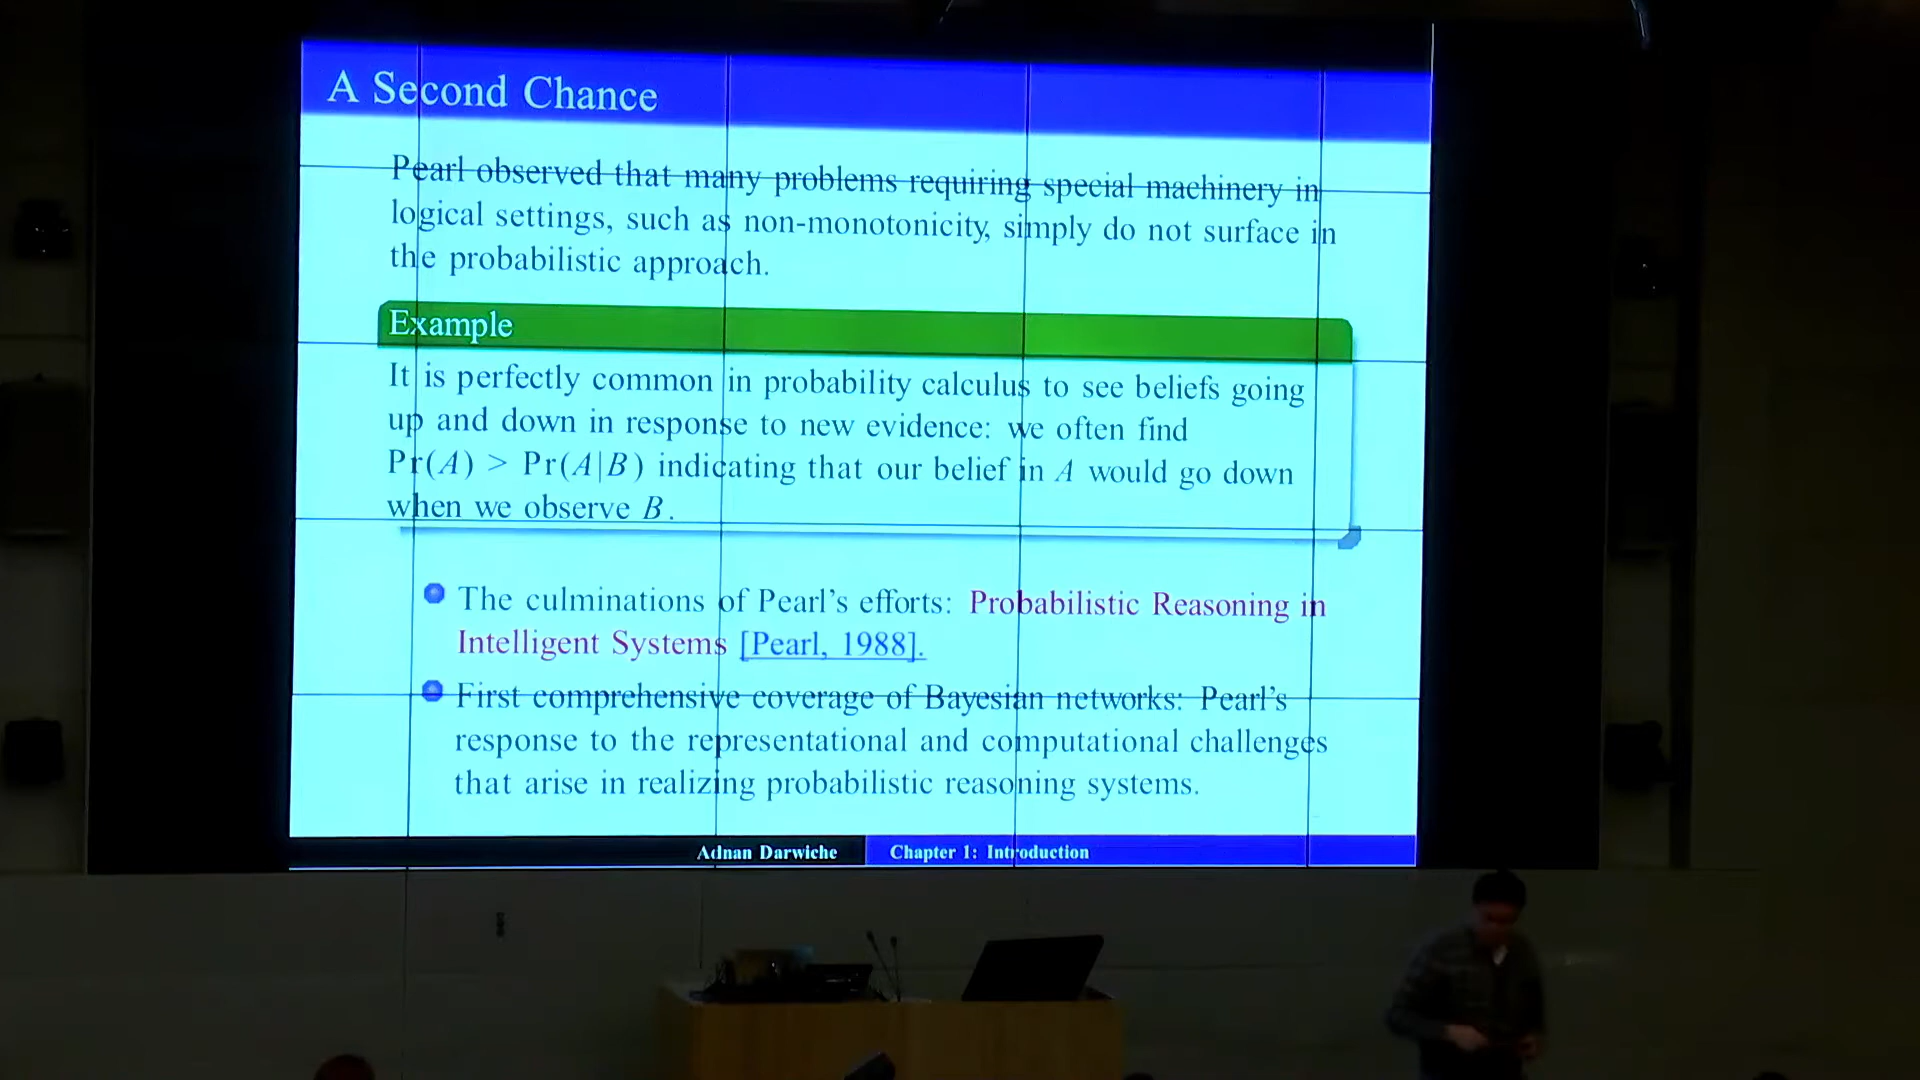 A Second Chance
Pearl observed that many problems requiring special machinery in
logical settings, such as non-monotonicity, simply do not surface in
the probabilistic approach.
Example
It is perfectly common in probability calculus to see beliefs going
up and down in response to new evidence: we often find
Pr(A) > Pr(A|B) indicating that our belief in A would go down
when we observe B.
The culminations of Pearl's efforts: Probabilistic Reasoning in
Intelligent Systems [Pearl, 1988].
First comprehensive coverage of Bayesian networks: Pearl's
response to the representational and computational challenges
that arise in realizing probabilistic reasoning systems.
Adnan Darwiche Chapter 1: Introduction